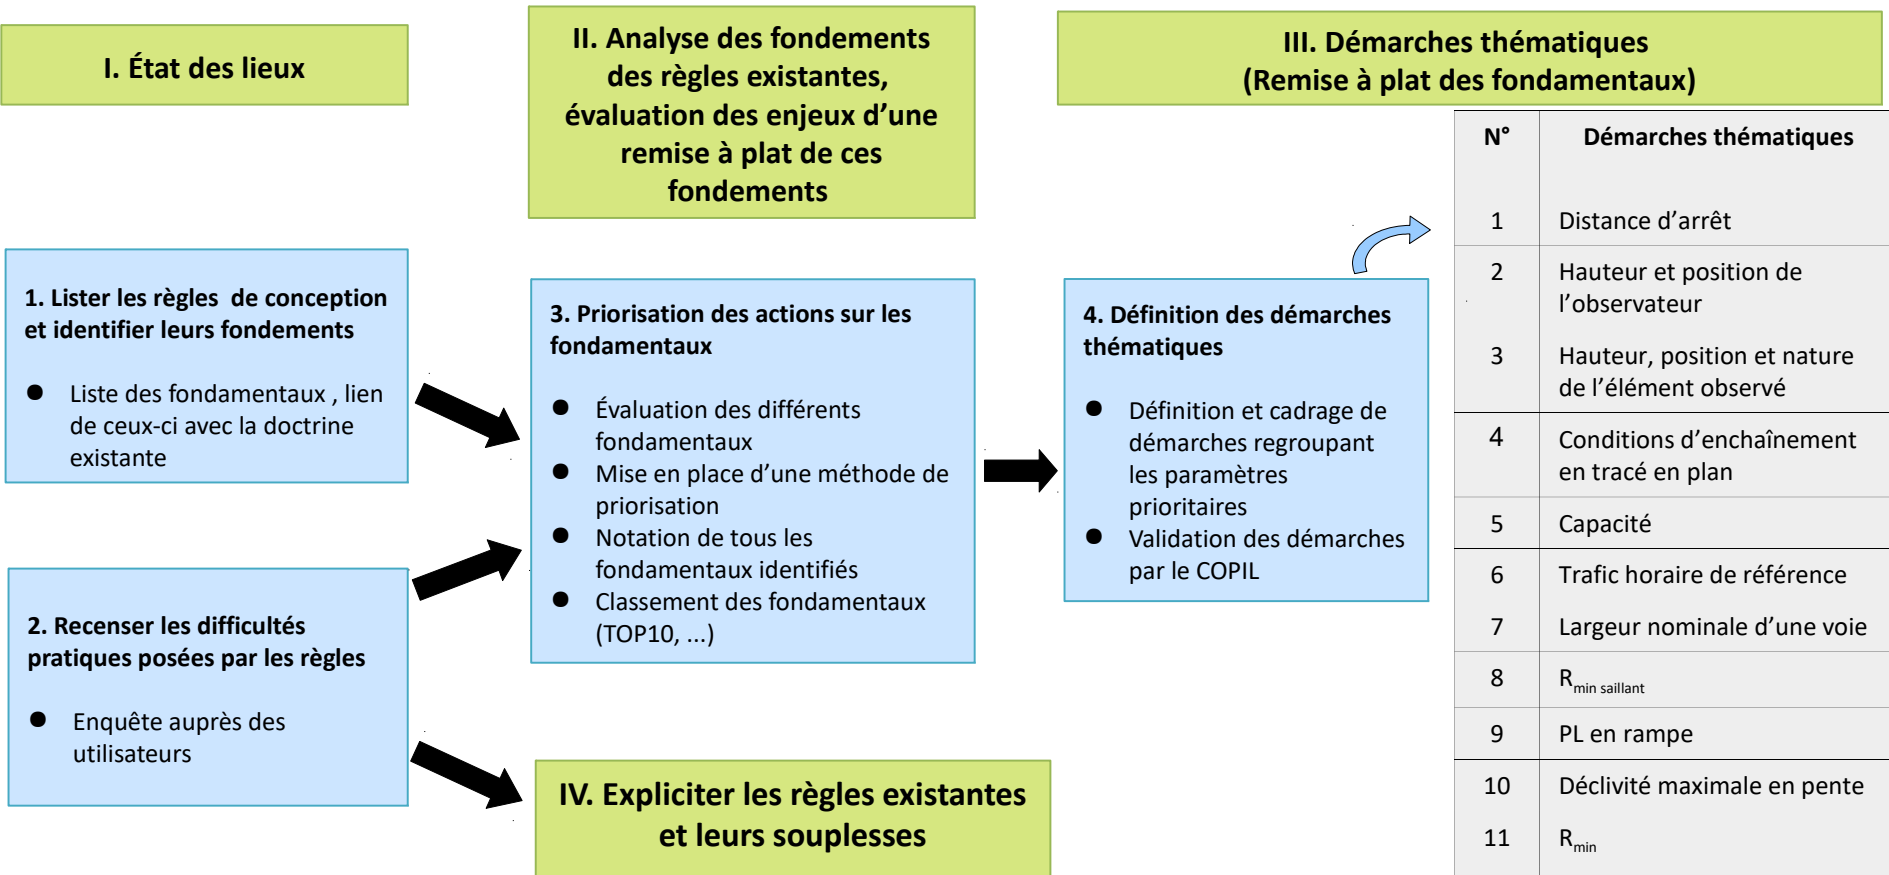 I. État des lieux
II. Analyse des fondements
des règles existantes,
évaluation des enjeux d’une
remise à plat de ces
fondements
III. Démarches thématiques
(Remise à plat des fondamentaux)
1. Lister les règles de conception
et identifier leurs fondements
● Liste des fondamentaux , lien
de ceux-ci avec la doctrine
existante
2. Recenser les difficultés
pratiques posées par les règles
● Enquête auprès des
utilisateurs
3. Priorisation des actions sur les
fondamentaux
● Évaluation des différents
fondamentaux
● Mise en place d’une méthode de
priorisation
● Notation de tous les
fondamentaux identifiés
● Classement des fondamentaux
(TOP10, ...)
IV. Expliciter les règles existantes
et leurs souplesses
4. Définition des démarches
thématiques
● Définition et cadrage de
démarches regroupant
les paramètres
prioritaires
● Validation des démarches
par le COPIL
N° Démarches thématiques
1 Distance d’arrêt
2 Hauteur et position de
l’observateur
3 Hauteur, position et nature
de l’élément observé
4 Conditions d’enchaînement
en tracé en plan
5 Capacité
6 Trafic horaire de référence
7 Largeur nominale d’une voie
8 Rmin saillant
9 PL en rampe
10 Déclivité maximale en pente
11 Rmin